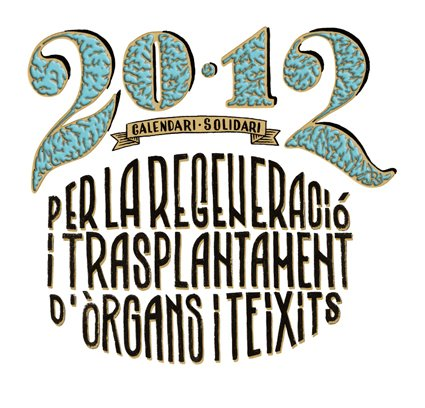 20·12
CALENDARI·SOLIDARI
PER LA REGENERACIÓ
I TRASPLANTAMENT
D'ÒRGANS I TEIXITS